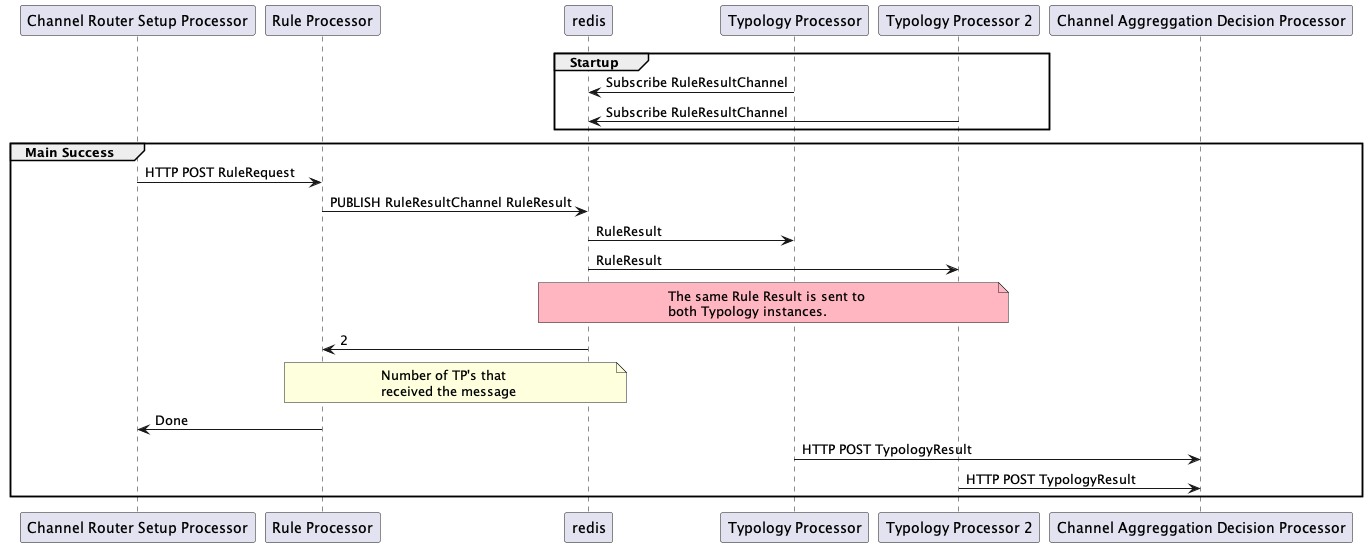 Channel Router Setup Processor
Rule Processor
redis
Typology Processor
Typology Processor 2
Channel Aggreggation Decision Processor
Startup
Subscribe RuleResultChannel
Subscribe RuleResultChannel
Main Success
HTTP POST RuleRequest
PUBLISH RuleResultChannel RuleResult
RuleResult
RuleResult
The same Rule Result is sent to
both Typology instances.
2
Number of TP's that
received the message
Done
HTTP POST TypologyResult
HTTP POST TypologyResult
Channel Router Setup Processor
Rule Processor
redis
Typology Processor
Typology Processor 2
Channel Aggreggation Decision Processor